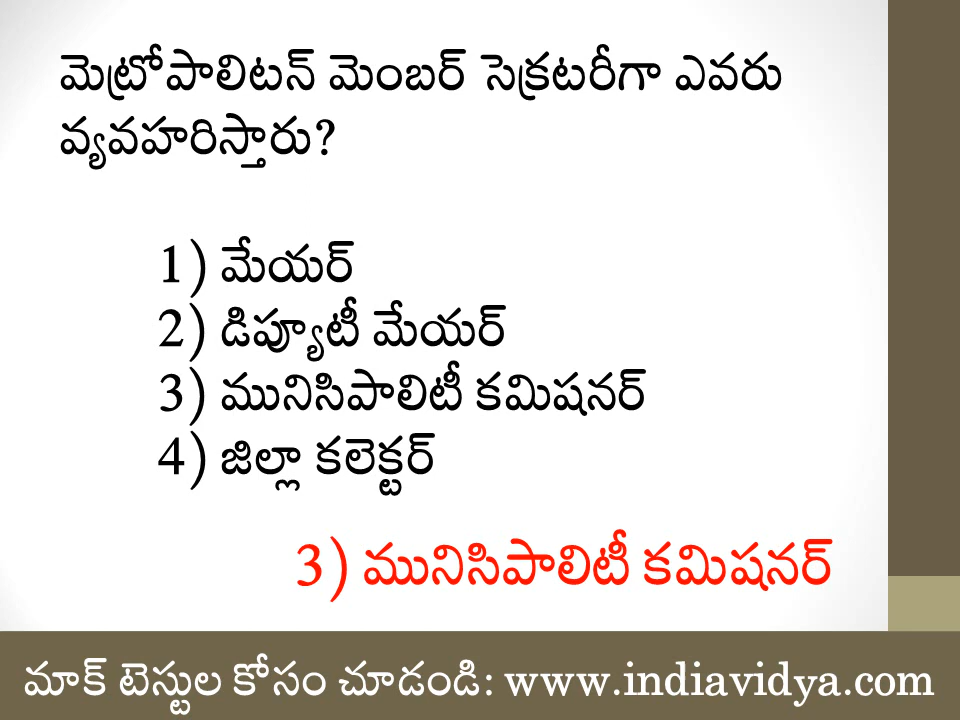 మెట్రోపాలిటన్ మెంబర్ సెక్రటరీగా ఎవరు
వ్యవహరిస్తారు?
1) మేయర్
2) డిప్యూటీ మేయర్
3) మునిసిపాలిటీ కమిషనర్
4) జిల్లా కలెక్టర్
3) మునిసిపాలిటీ కమిషనర్
మాక్ టెస్టుల కోసం చూడండి: www.indiavidya.com